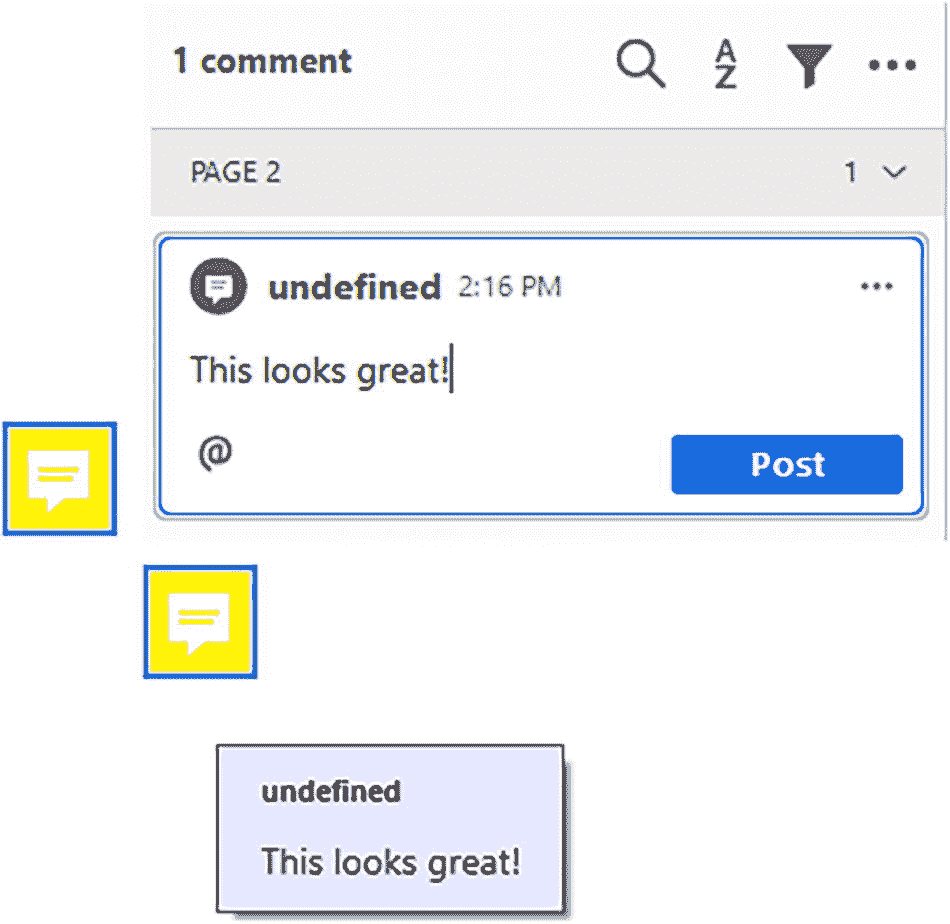 1 comment
A
Z
PAGE 2
1
undefined 2:16 PM
This looks great!
@
Post
undefined
This looks great!